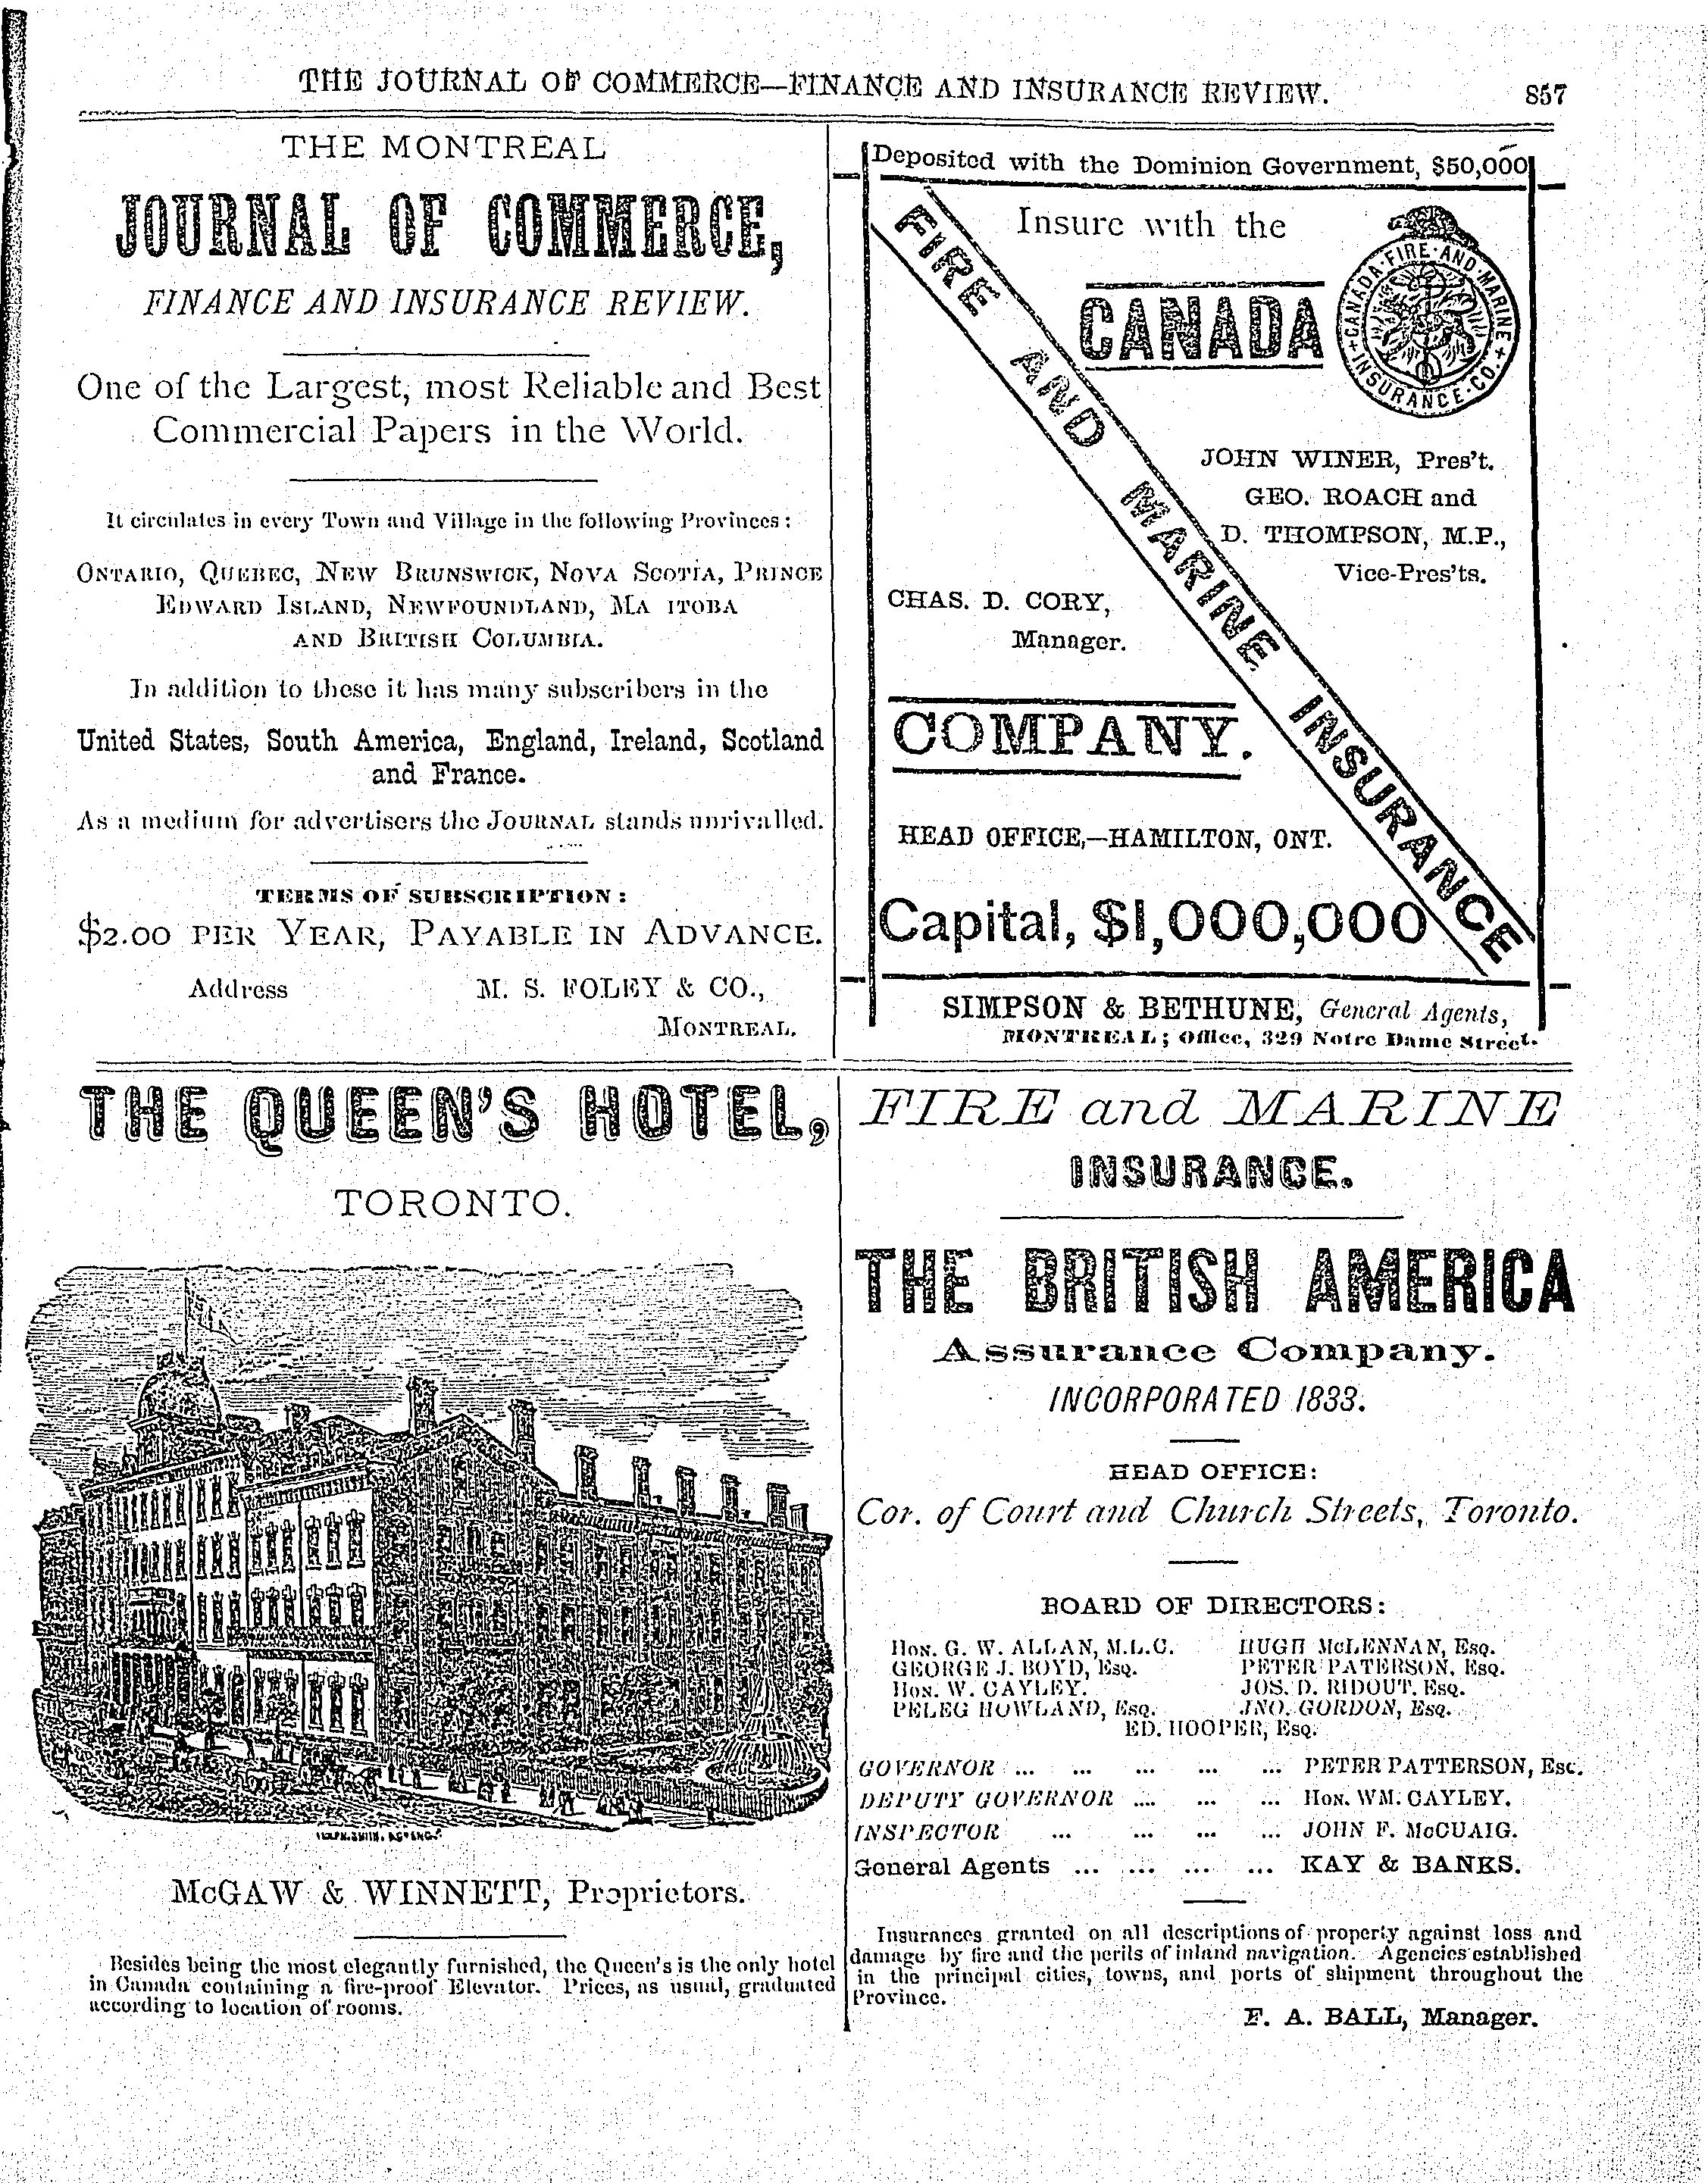 THE JOURNAL OF COMMERCE—FINANCE AND INSURANCE REVIEW. 857
THE MONTREAL
JOURNAL OF COMMERCE,
FINANCE AND INSURANCE REVIEW.
One of the Largest, most Reliable and Best
Commercial Papers in the World.
It circulates in every Town and Village in the following Provinces:
ONTARIO, QUEBEC, NEW BRUNSWICK, NOVA SCOTIA, PRINCE
EDWARD ISLAND, NEWFOUNDLAND, MA ITOBA
AND BRITISH COLUMBIA.
In addition to these it has many subscribers in the
United States, South America, England, Ireland, Scotland
and France.
As a medium for advertisers the JOURNAL stands unrivalled.
TERMS OF SUBSCRIPTION:
$2.00 PER YEAR, PAYABLE IN ADVANCE.
Address M. S. FOLEY & CO.,
MONTREAL.
Deposited with the Dominion Government, $50,000
Insure with the
CANADA
CANADA·FIRE·AND·MARINE
INSURANCE·CO.
FIRE AND MARINE INSURANCE
JOHN WINER, Pres't.
GEO. ROACH and
D. THOMPSON, M.P.,
Vice-Pres'ts.
CHAS. D. CORY,
Manager.
COMPANY.
HEAD OFFICE,—HAMILTON, ONT.
Capital, $1,000,000
SIMPSON & BETHUNE, General Agents,
MONTREAL; Office, 329 Notre Dame Street.
THE QUEEN'S HOTEL,
TORONTO.
McGAW & WINNETT, Proprietors.
Besides being the most elegantly furnished, the Queen's is the only hotel
in Canada containing a fire-proof Elevator. Prices, as usual, graduated
according to location of rooms.
FIRE and MARINE
INSURANCE.
THE BRITISH AMERICA
Assurance Company.
INCORPORATED 1833.
HEAD OFFICE:
Cor. of Court and Church Streets, Toronto.
BOARD OF DIRECTORS:
HON. G. W. ALLAN, M.L.C. HUGH McLENNAN, Esq.
GEORGE J. BOYD, Esq. PETER PATERSON, Esq.
HON. W. CAYLEY. JOS. D. RIDOUT, Esq.
PELEG HOWLAND, Esq. JNO. GORDON, Esq.
ED. HOOPER, Esq.
GOVERNOR ... ... ... ... ... PETER PATTERSON, Esq.
DEPUTY GOVERNOR ... ... ... HON. WM. CAYLEY.
INSPECTOR ... ... ... ... JOHN F. McCUAIG.
General Agents ... ... ... ... KAY & BANKS.
Insurances granted on all descriptions of property against loss and
damage by fire and the perils of inland navigation. Agencies established
in the principal cities, towns, and ports of shipment throughout the
Province.
F. A. BALL, Manager.